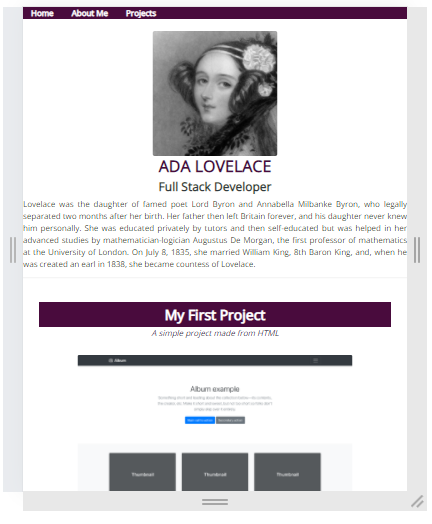 Home About Me Projects
ADA LOVELACE
Full Stack Developer
Lovelace was the daughter of famed poet Lord Byron and Annabella Milbanke Byron, who legally
separated two months after her birth. Her father then left Britain forever, and his daughter never knew
him personally. She was educated privately by tutors and then self-educated but was helped in her
advanced studies by mathematician-logician Augustus De Morgan, the first professor of mathematics
at the University of London. On July 8, 1835, she married William King, 8th Baron King, and, when he
was created an earl in 1838, she became countess of Lovelace.
My First Project
A simple project made from HTML
Album
Album example
Thumbnail Thumbnail Thumbnail